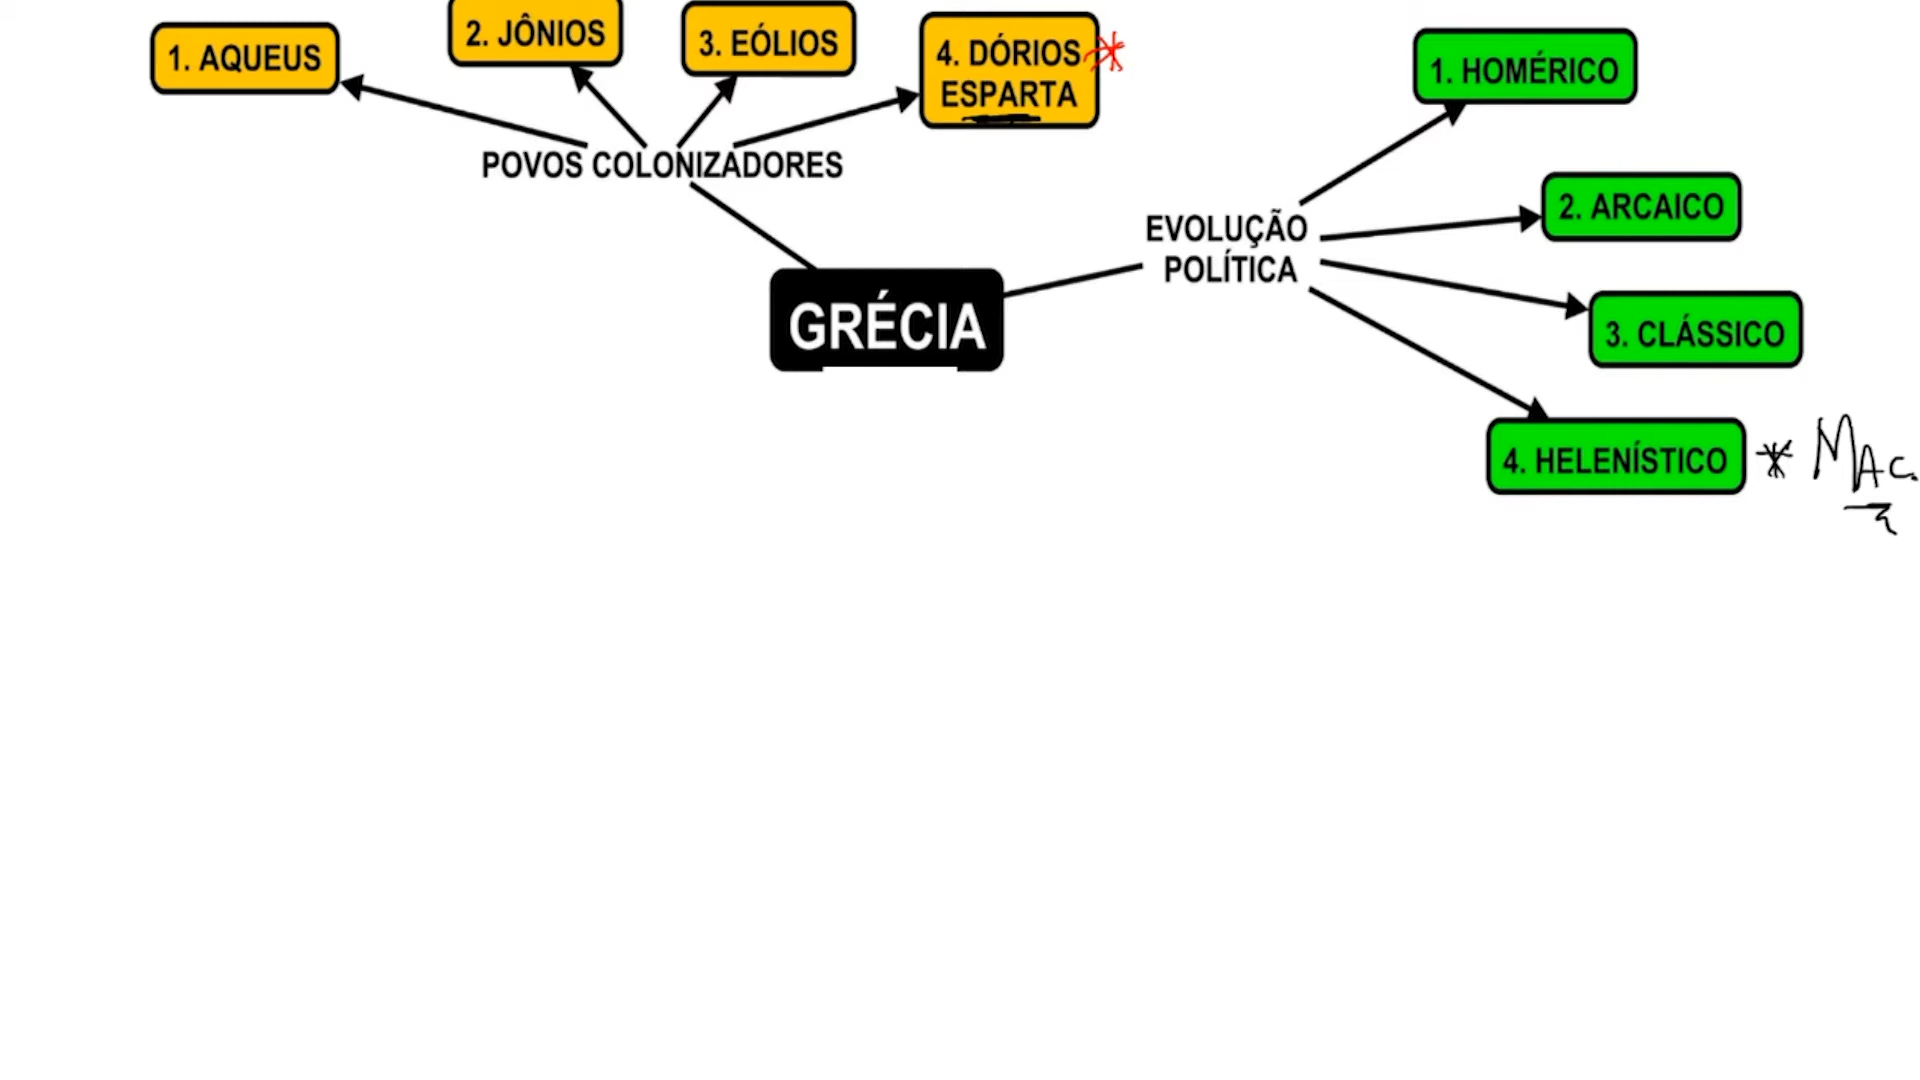 1. AQUEUS
2. JÔNIOS
3. EÓLIOS
4. DÓRIOS
ESPARTA
POVOS COLONIZADORES
GRÉCIA
EVOLUÇÃO
POLÍTICA
1. HOMÉRICO
2. ARCAICO
3. CLÁSSICO
4. HELENÍSTICO * MAC.